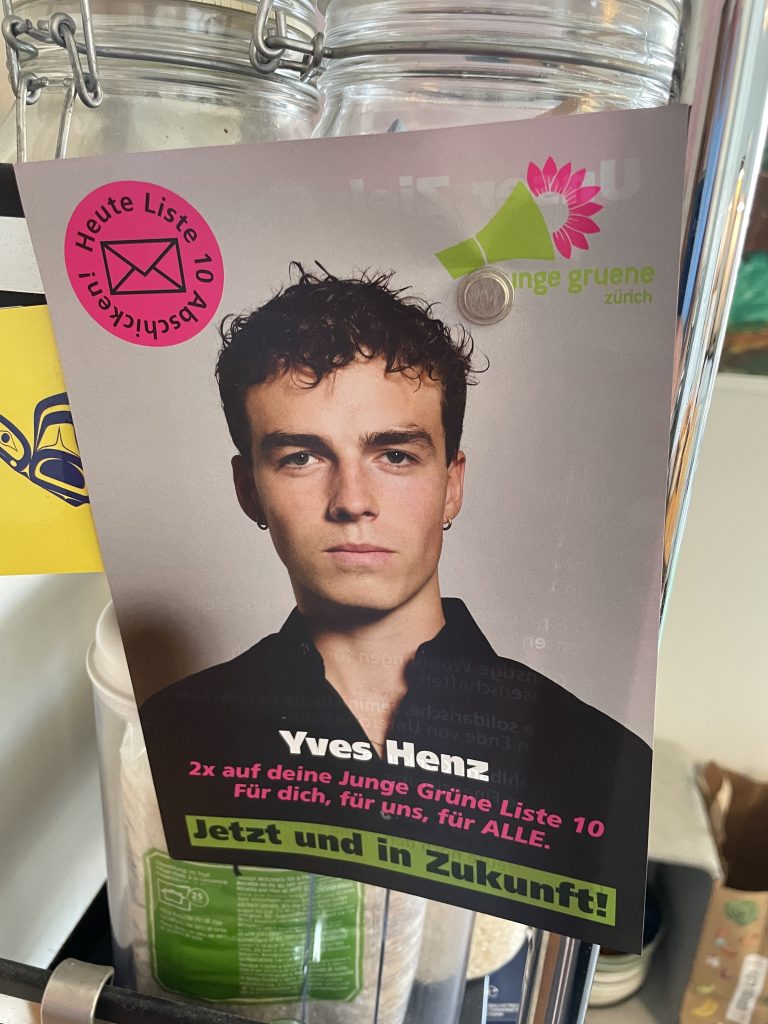 Heute Liste 10 Abschicken!
unge gruene
zürich
Yves Henz
2x auf deine Junge Grüne Liste 10
Für dich, für uns, für ALLE.
Jetzt und in Zukunft!